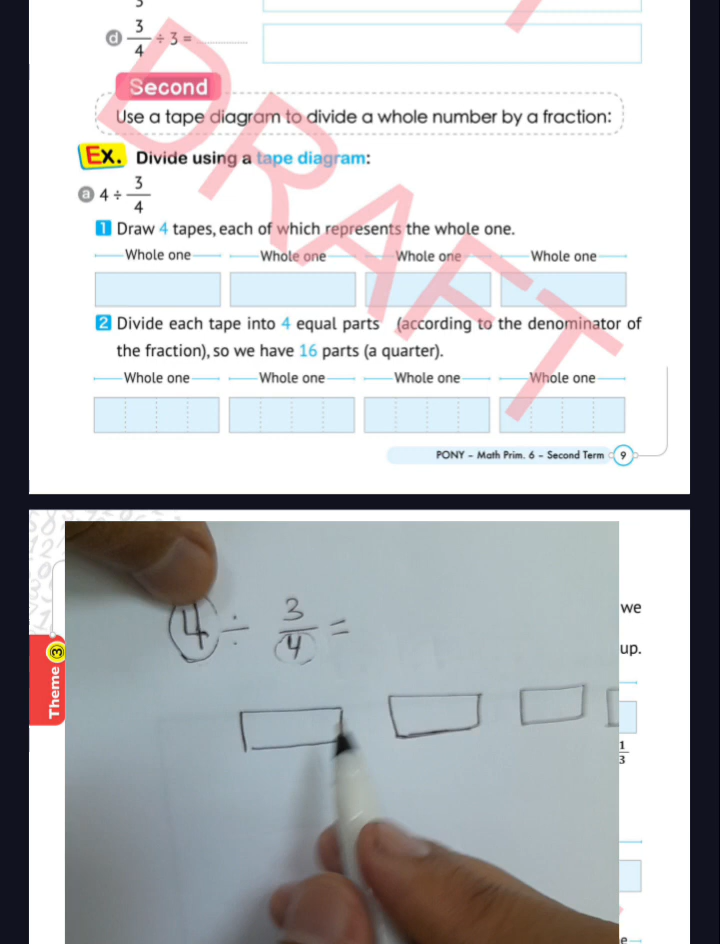 3
d 3/4 ÷ 3 = ............
Second
Use a tape diagram to divide a whole number by a fraction:
Ex. Divide using a tape diagram:
a 4 ÷ 3/4
1 Draw 4 tapes, each of which represents the whole one.
Whole one Whole one Whole one Whole one
2 Divide each tape into 4 equal parts (according to the denominator of
the fraction), so we have 16 parts (a quarter).
Whole one Whole one Whole one Whole one
PONY - Math Prim. 6 - Second Term 9
DRAFT
Theme 3
4 ÷ 3/4 =
we
up.
1/3
e